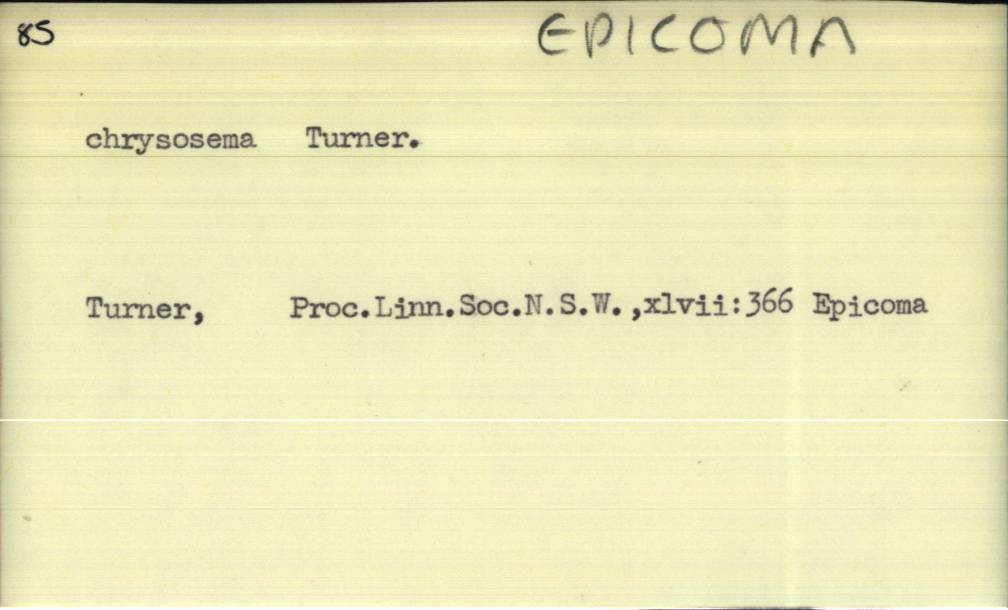 85
EPICOMA
chrysosema Turner.
Turner, Proc.Linn.Soc.N.S.W.,xlvii:366 Epicoma